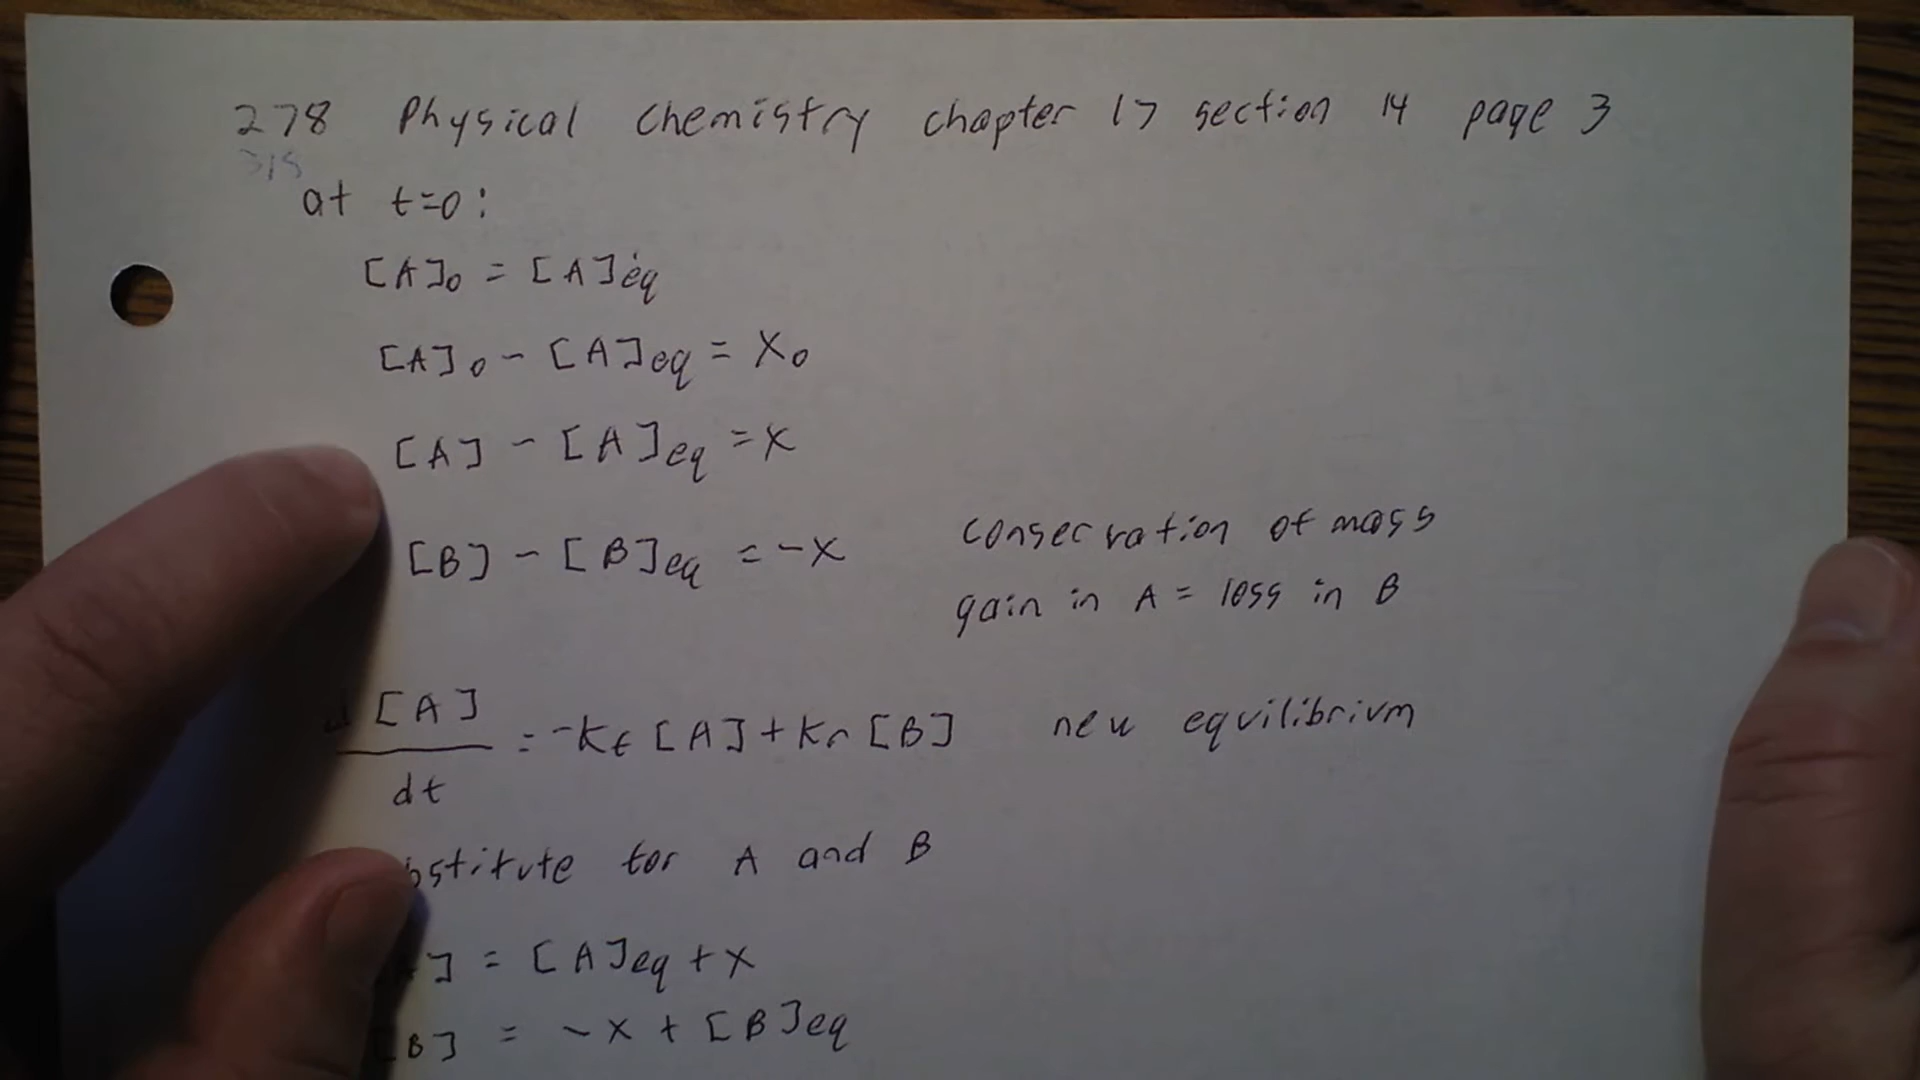 278 Physical Chemistry chapter 17 section 14 page 3
at t=0:
[A]₀ = [A]eq
[A]₀ - [A]eq = X₀
[A] - [A]eq = X
[B] - [B]eq = -X
conservation of mass
gain in A = loss in B
d[A]/dt = -kf [A] + kr [B] new equilibrium
bstitute for A and B
] = [A]eq + X
[B] = -X + [B]eq